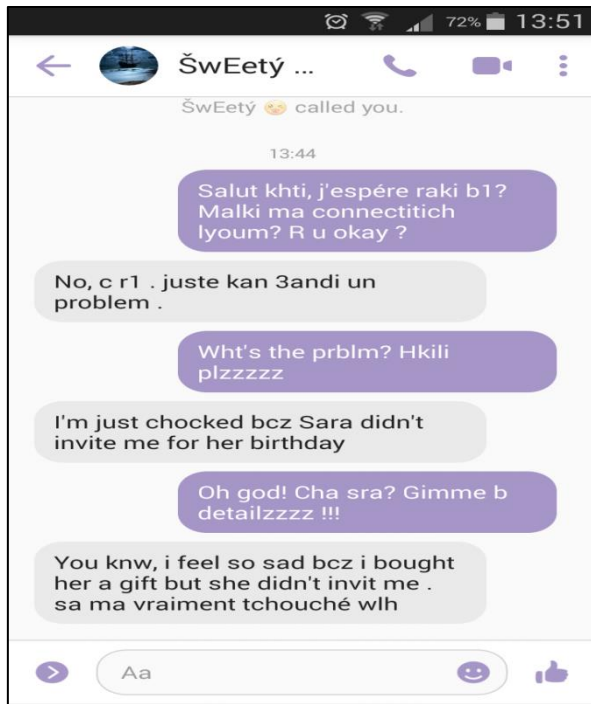 72% 13:51
ŠwEetý ...
ŠwEetý called you.
13:44
Salut khti, j'espére raki b1?
Malki ma connectitich
lyoum? R u okay ?
No, c r1 . juste kan 3andi un
problem .
Wht's the prblm? Hkili
plzzzzz
I'm just chocked bcz Sara didn't
invite me for her birthday
Oh god! Cha sra? Gimme b
detailzzzz !!!
You knw, i feel so sad bcz i bought
her a gift but she didn't invit me .
sa ma vraiment tchouché wlh
Aa